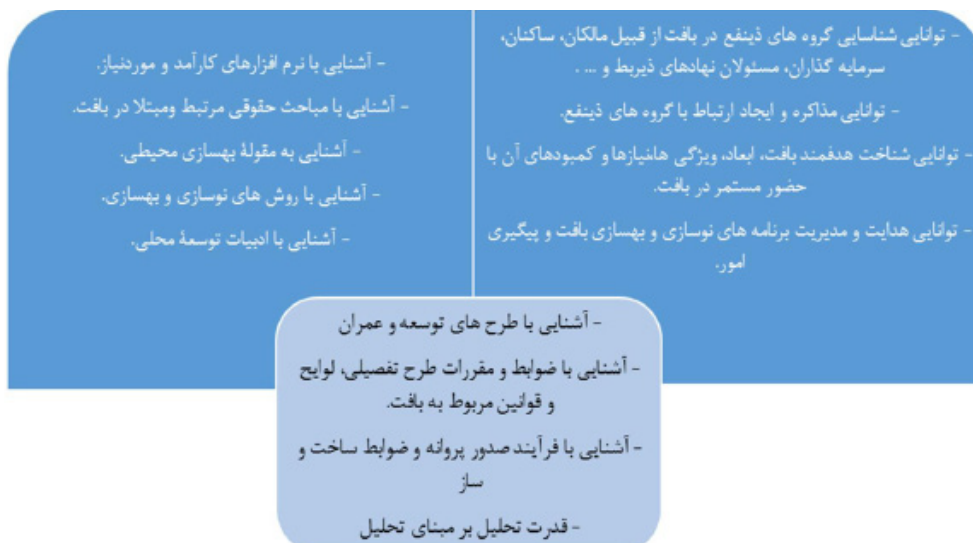 - توانایی شناسایی گروه های ذینفع در بافت از قبیل مالکان، ساکنان،
سرمایه گذاران، مسئولان نهادهای ذیربط و ... .
- توانایی مذاکره و ایجاد ارتباط با گروه های ذینفع.
- توانایی شناخت هدفمند بافت، ابعاد، ویژگی هانیازها و کمبودهای آن با
حضور مستمر در بافت.
- توانایی هدایت و مدیریت برنامه های نوسازی و بهسازی بافت و پیگیری
امور.
- آشنایی با نرم افزارهای کارآمد و موردنیاز.
- آشنایی با مباحث حقوقی مرتبط ومبتلا در بافت.
- آشنایی به مقولهٔ بهسازی محیطی.
- آشنایی با روش های نوسازی و بهسازی.
- آشنایی با ادبیات توسعهٔ محلی.
- آشنایی با طرح های توسعه و عمران
- آشنایی با ضوابط و مقررات طرح تفصیلی، لوایح
و قوانین مربوط به بافت.
- آشنایی با فرآیند صدور پروانه و ضوابط ساخت و
ساز
- قدرت تحلیل بر مبنای تحلیل